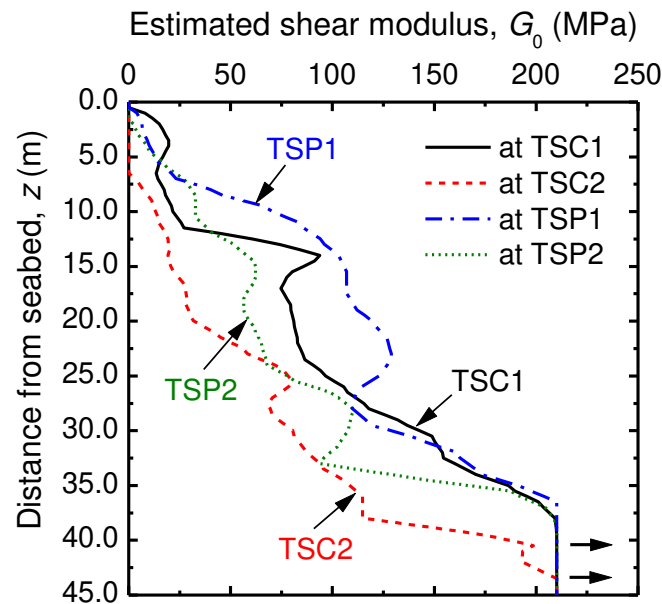 Estimated shear modulus, G0 (MPa)
0 50 100 150 200 250
Distance from seabed, z (m)
0.0
5.0
10.0
15.0
20.0
25.0
30.0
35.0
40.0
45.0
at TSC1
at TSC2
at TSP1
at TSP2
TSP1
TSP2
TSC1
TSC2